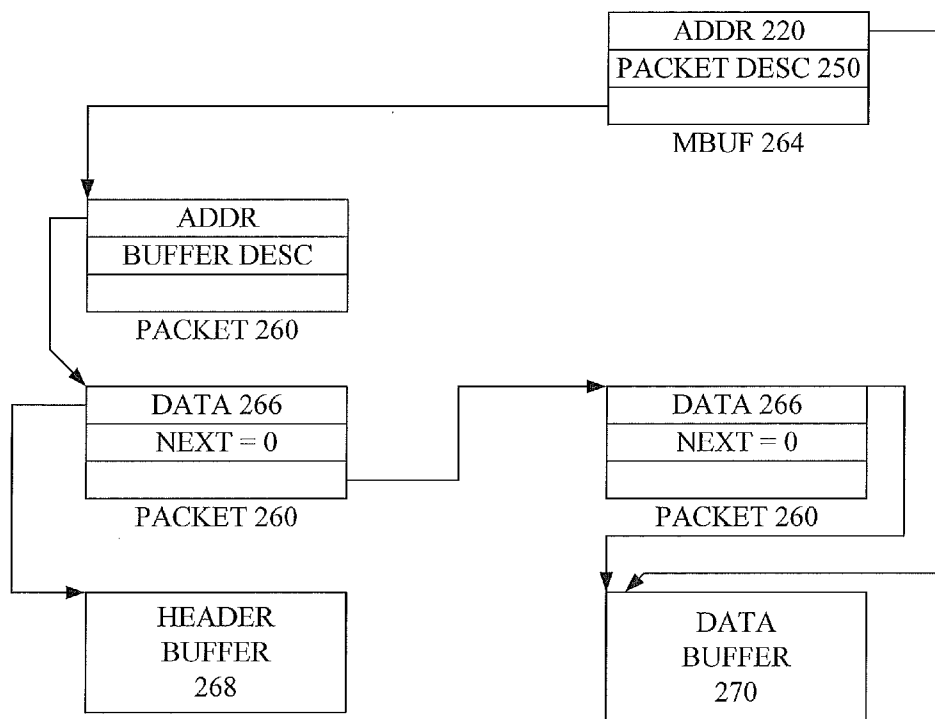 ADDR 220
PACKET DESC 250
MBUF 264
ADDR
BUFFER DESC
PACKET 260
DATA 266
NEXT = 0
PACKET 260
DATA 266
NEXT = 0
PACKET 260
HEADER
BUFFER
268
DATA
BUFFER
270